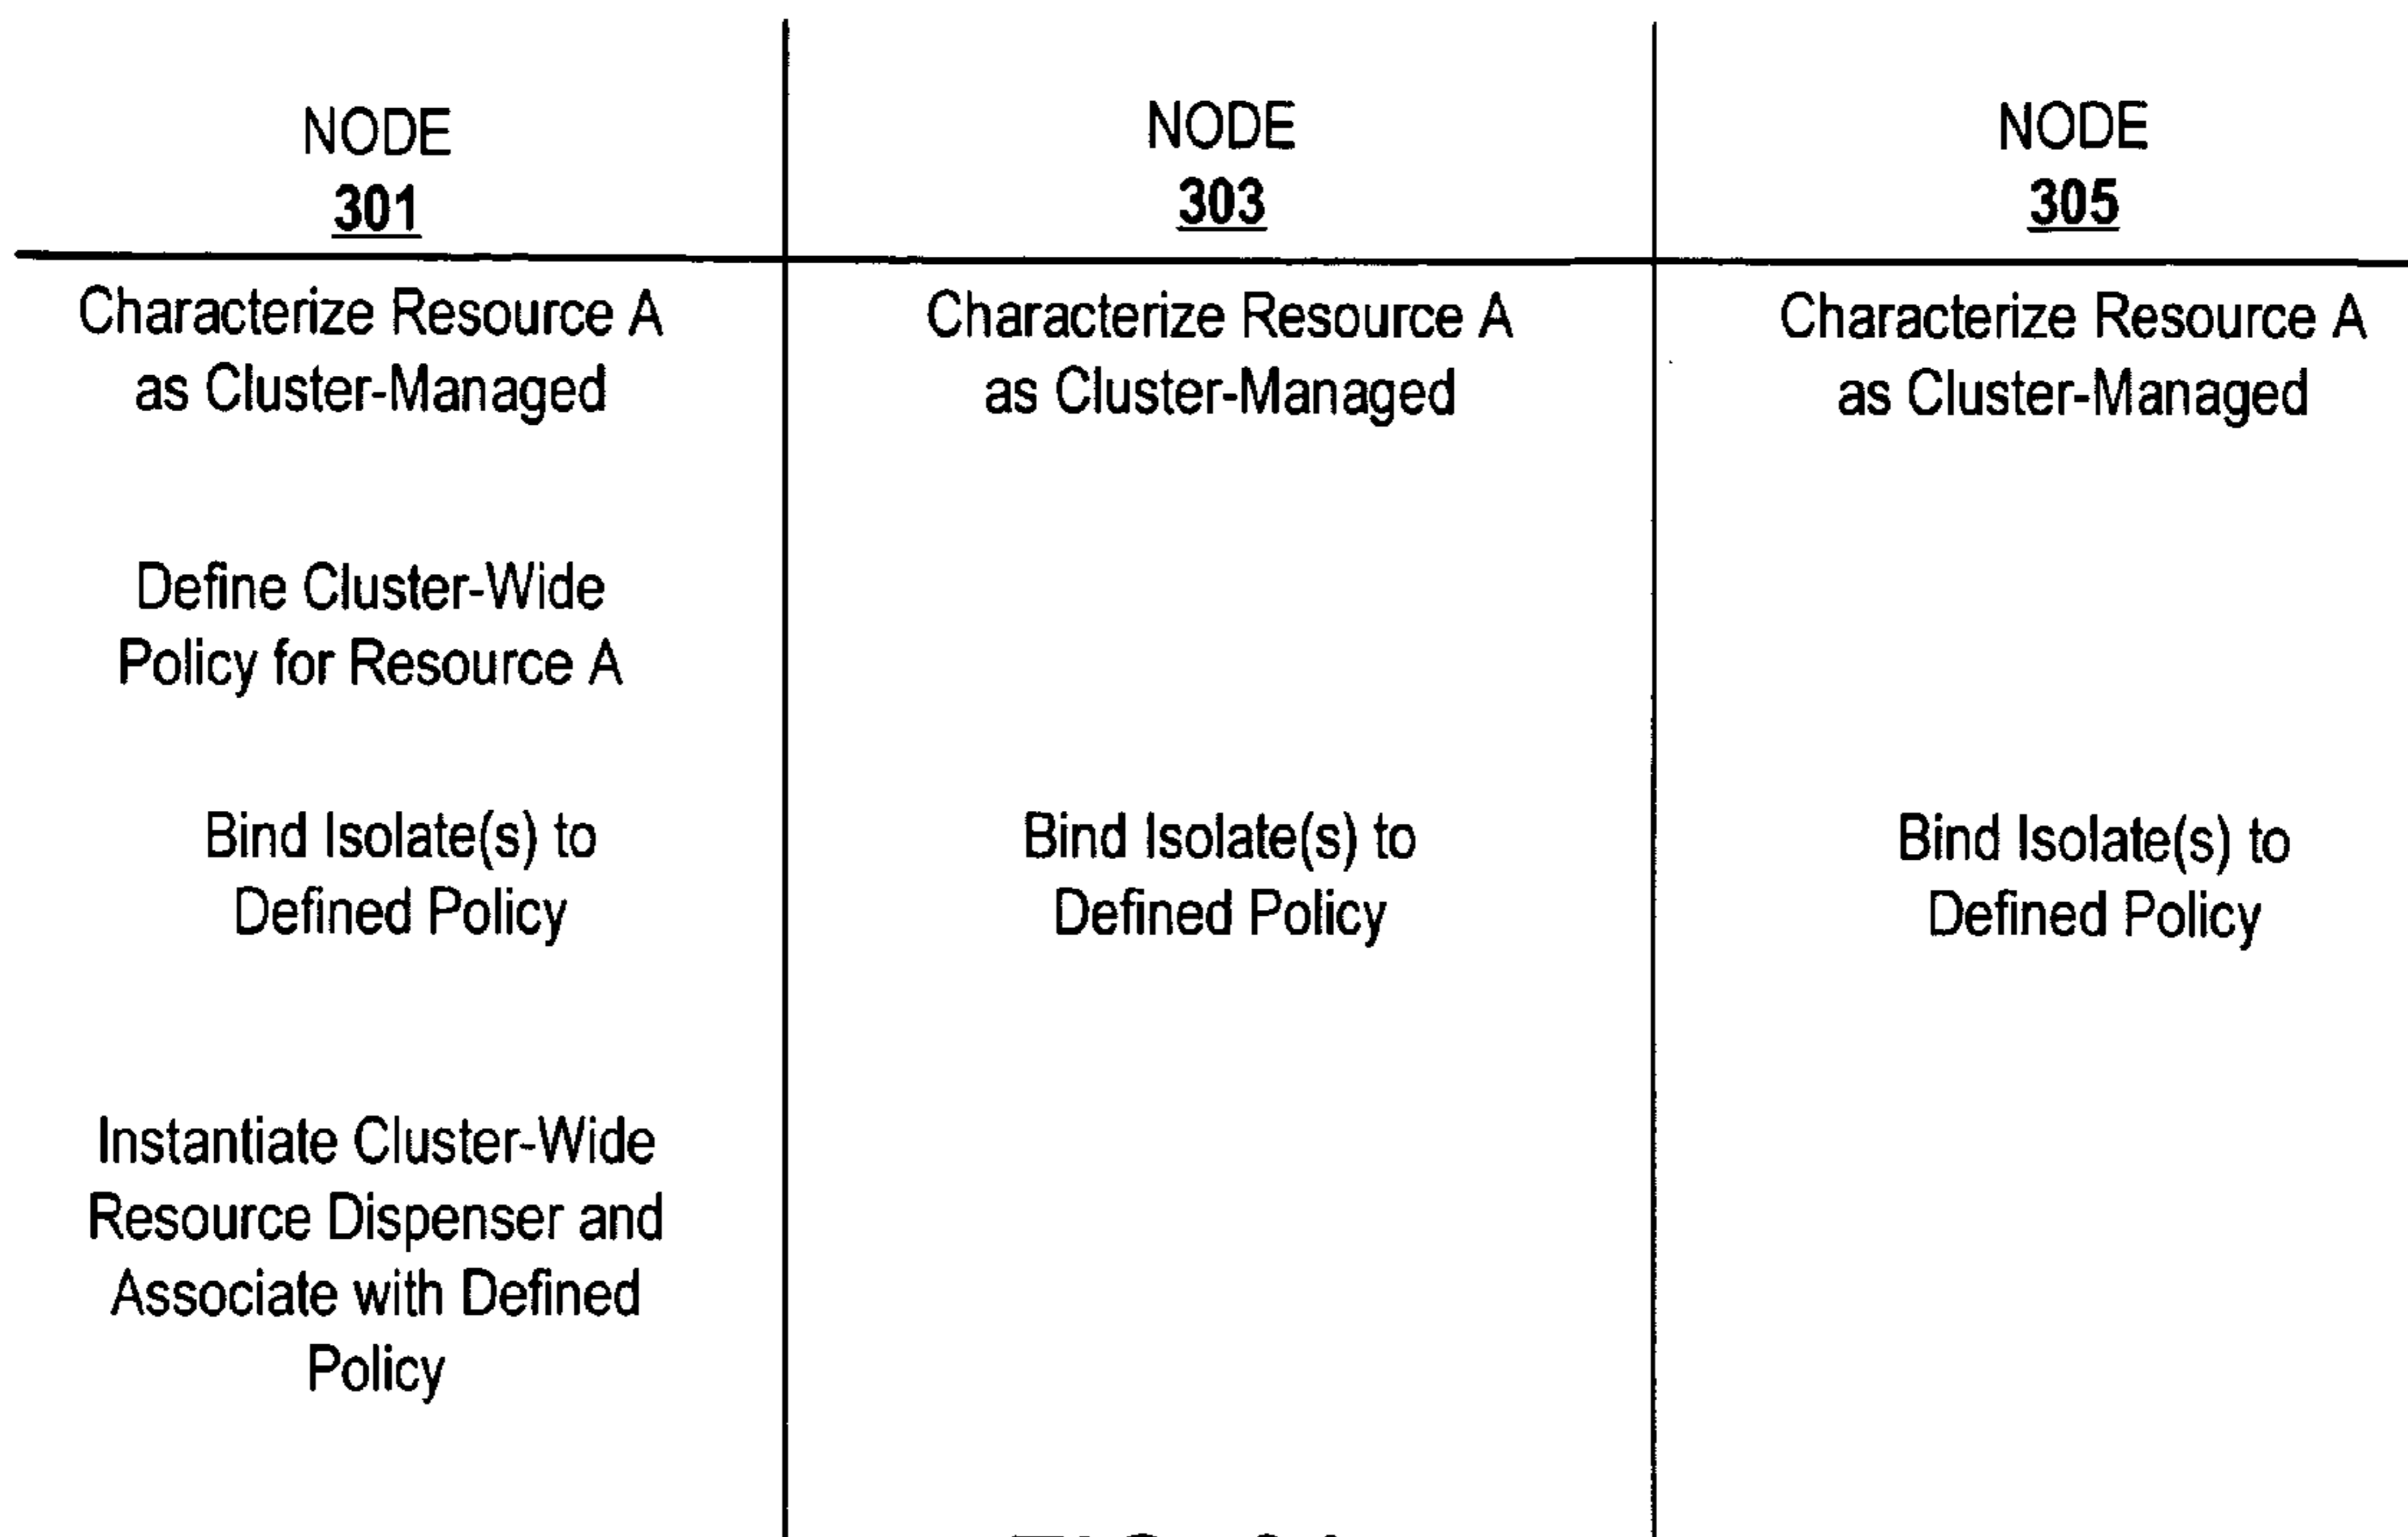 NODE
301
Characterize Resource A
as Cluster-Managed
Define Cluster-Wide
Policy for Resource A
Bind Isolate(s) to
Defined Policy
Instantiate Cluster-Wide
Resource Dispenser and
Associate with Defined
Policy
NODE
303
Characterize Resource A
as Cluster-Managed
Bind Isolate(s) to
Defined Policy
NODE
305
Characterize Resource A
as Cluster-Managed
Bind Isolate(s) to
Defined Policy